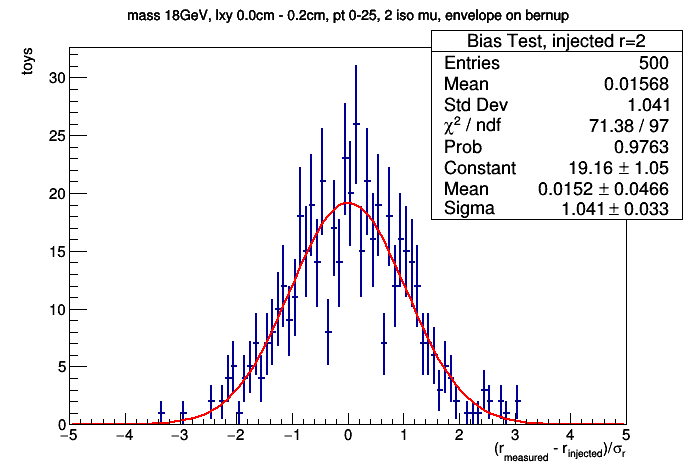 mass 18GeV, lxy 0.0cm - 0.2cm, pt 0-25, 2 iso mu, envelope on bernup
Bias Test, injected r=2
Entries 500
Mean 0.01568
Std Dev 1.041
χ² / ndf 71.38 / 97
Prob 0.9763
Constant 19.16 ± 1.05
Mean 0.0152 ± 0.0466
Sigma 1.041 ± 0.033
toys
30
25
20
15
10
5
0
−5 −4 −3 −2 −1 0 1 2 3 4 5
(r_measured - r_injected)/σ_r